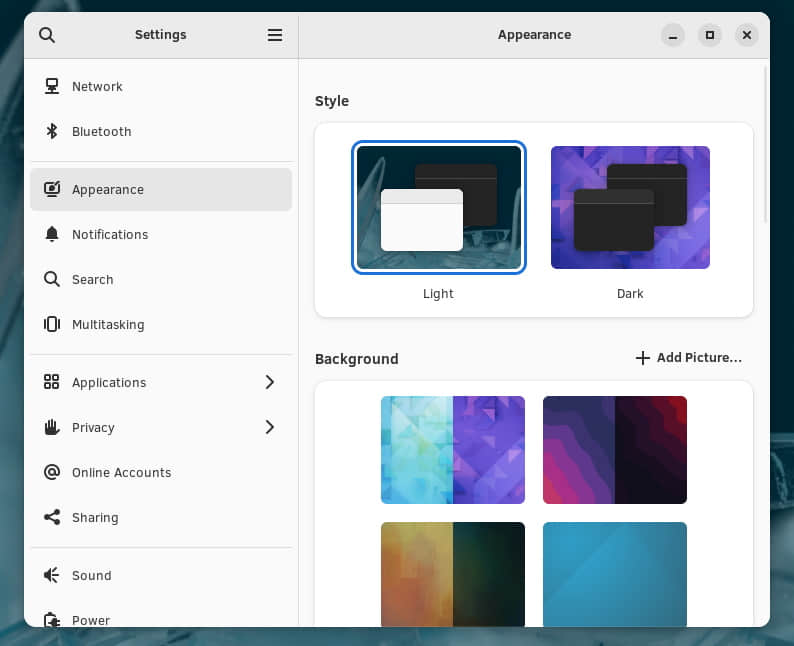 Settings
Appearance
Network
Bluetooth
Appearance
Notifications
Search
Multitasking
Applications
Privacy
Online Accounts
Sharing
Sound
Power
Style
Light
Dark
Background
Add Picture...